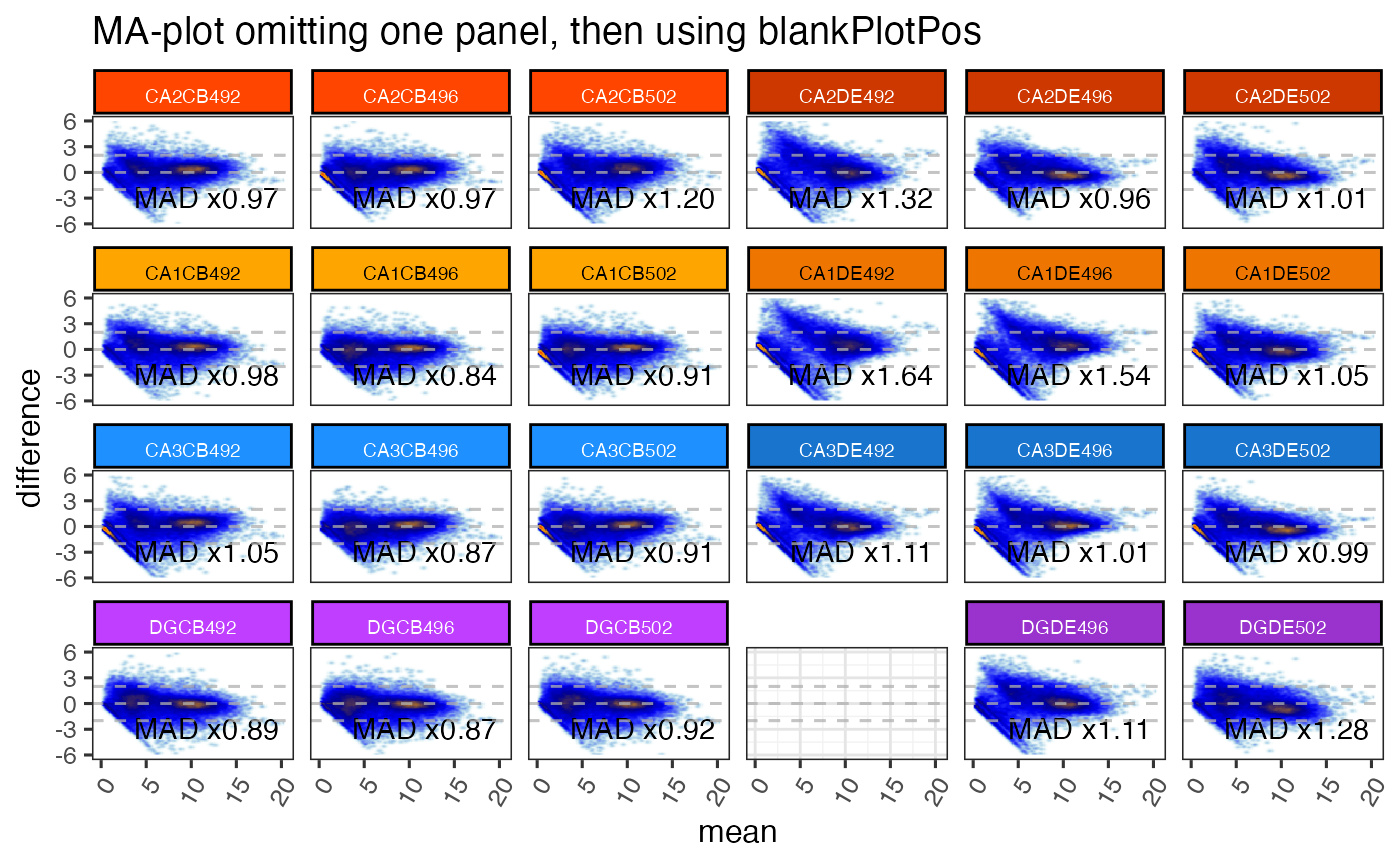 MA-plot omitting one panel, then using blankPlotPos
CA2CB492 CA2CB496 CA2CB502 CA2DE492 CA2DE496 CA2DE502
6
3
0
-3
-6
MAD x0.97 MAD x0.97 MAD x1.20 MAD x1.32 MAD x0.96 MAD x1.01
CA1CB492 CA1CB496 CA1CB502 CA1DE492 CA1DE496 CA1DE502
6
3
0
-3
-6
MAD x0.98 MAD x0.84 MAD x0.91 MAD x1.64 MAD x1.54 MAD x1.05
difference
CA3CB492 CA3CB496 CA3CB502 CA3DE492 CA3DE496 CA3DE502
6
3
0
-3
-6
MAD x1.05 MAD x0.87 MAD x0.91 MAD x1.11 MAD x1.01 MAD x0.99
DGCB492 DGCB496 DGCB502 DGDE496 DGDE502
6
3
0
-3
-6
MAD x0.89 MAD x0.87 MAD x0.92 MAD x1.11 MAD x1.28
0 5 10 15 20 0 5 10 15 20 0 5 10 15 20 0 5 10 15 20 0 5 10 15 20 0 5 10 15 20
mean